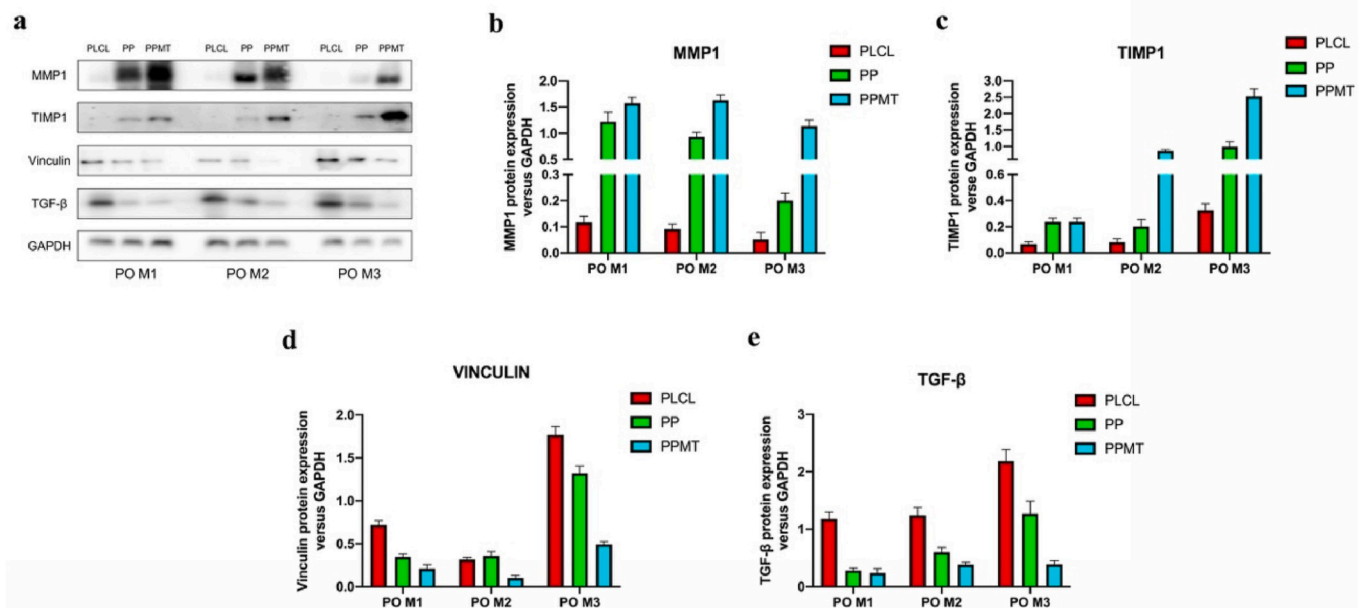 a
PLCL PP PPMT PLCL PP PPMT PLCL PP PPMT
MMP1
TIMP1
Vinculin
TGF-β
GAPDH
PO M1 PO M2 PO M3
b
MMP1
PLCL
PP
PPMT
MMP1 protein expression
versus GAPDH
2.0
1.5
1.0
0.5
0.3
0.2
0.1
0.0
PO M1 PO M2 PO M3
c
TIMP1
PLCL
PP
PPMT
TIMP1 protein expression
verse GAPDH
3.0
2.5
2.0
1.5
1.0
0.6
0.4
0.2
0.0
PO M1 PO M2 PO M3
d
VINCULIN
PLCL
PP
PPMT
Vinculin protein expression
versus GAPDH
2.0
1.5
1.0
0.5
0.0
PO M1 PO M2 PO M3
e
TGF-β
PLCL
PP
PPMT
TGF-β protein expression
versus GAPDH
3
2
1
0
PO M1 PO M2 PO M3